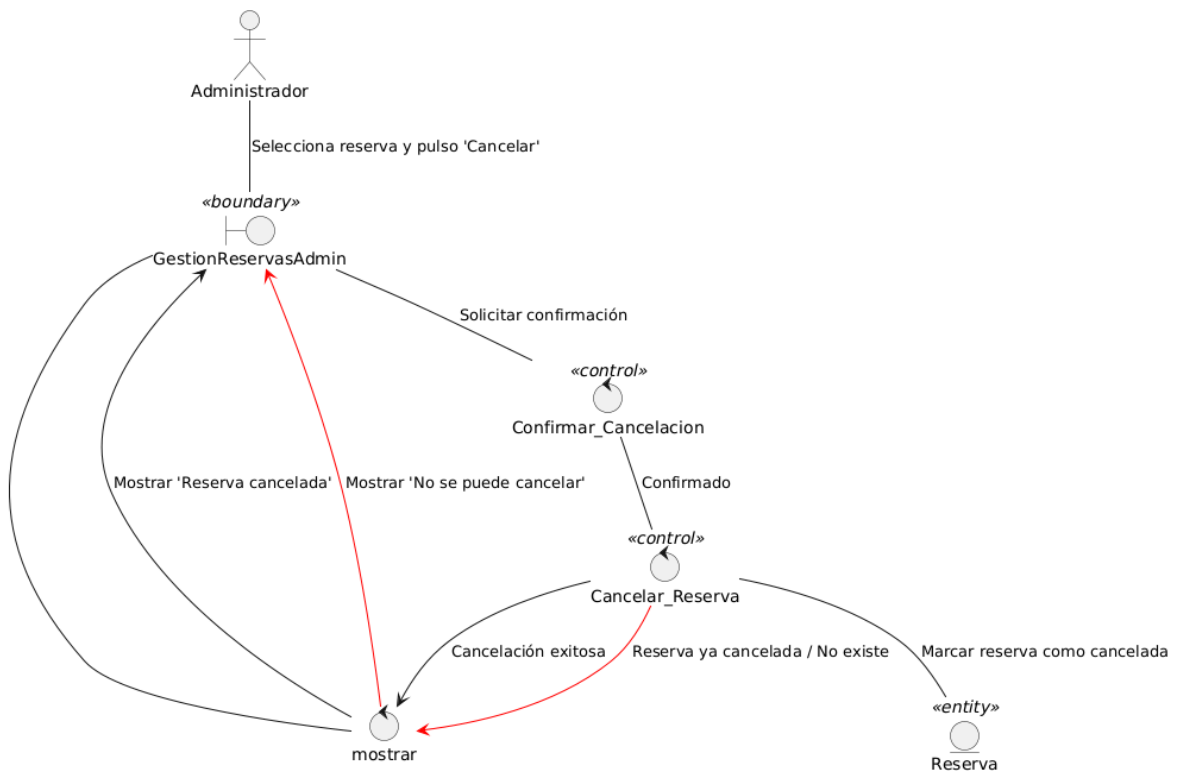 Administrador
Selecciona reserva y pulso 'Cancelar'
«boundary»
GestionReservasAdmin
Solicitar confirmación
«control»
Confirmar_Cancelacion
Mostrar 'Reserva cancelada'
Mostrar 'No se puede cancelar'
Confirmado
«control»
Cancelar_Reserva
Cancelación exitosa
Reserva ya cancelada / No existe
Marcar reserva como cancelada
«entity»
mostrar
Reserva